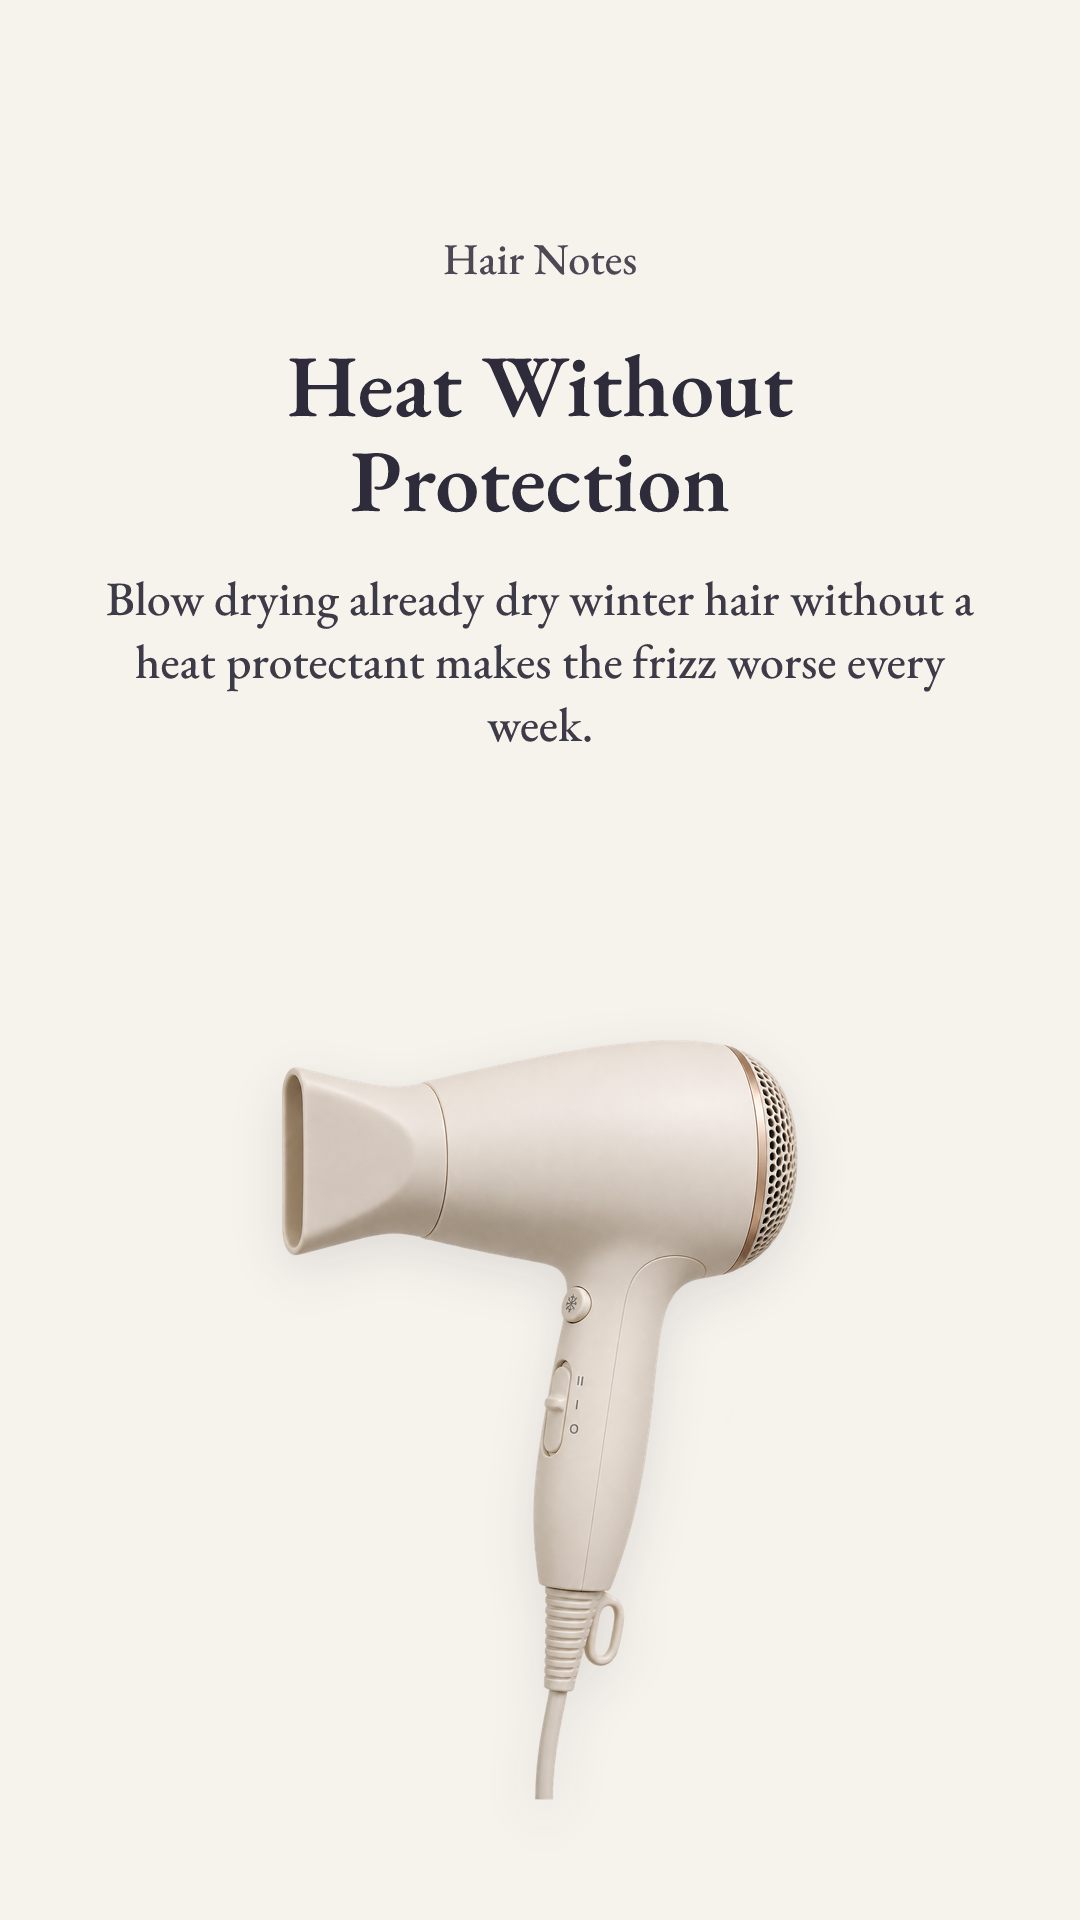 Hair Notes
Heat Without
Protection
Blow drying already dry winter hair without a
heat protectant makes the frizz worse every
week.
II
I
O